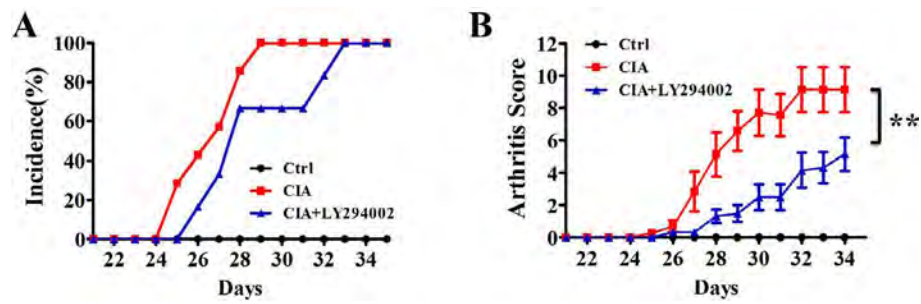 A
Incidence(%)
100
80
60
40
20
0
22 24 26 28 30 32 34
Days
Ctrl
CIA
CIA+LY294002
B
Arthritis Score
12
10
8
6
4
2
0
22 24 26 28 30 32 34
Days
Ctrl
CIA
CIA+LY294002
**